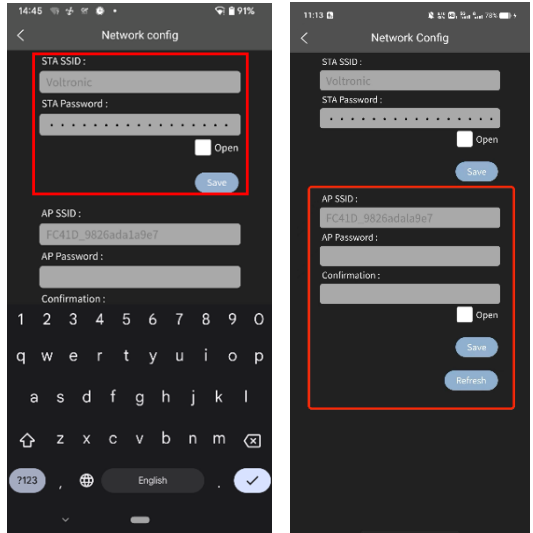 14:45
91%
Network config
STA SSID :
Voltronic
STA Password :
Open
Save
AP SSID :
FC41D_9826ada1a9e7
AP Password :
Confirmation :
1 2 3 4 5 6 7 8 9 0
q w e r t y u i o p
a s d f g h j k l
z x c v b n m
?123 , English .
11:13
78%
Network Config
STA SSID :
Voltronic
STA Password :
Open
Save
AP SSID :
FC41D_9826ada1a9e7
AP Password :
Confirmation :
Open
Save
Refresh